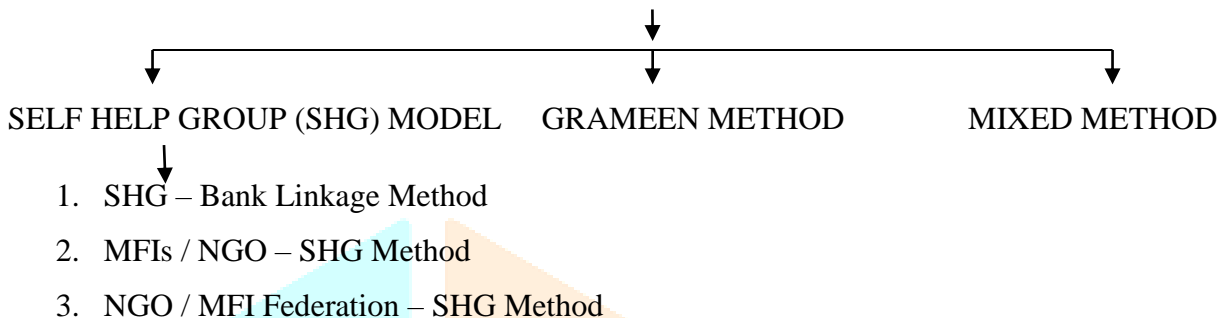 SELF HELP GROUP (SHG) MODEL GRAMEEN METHOD MIXED METHOD
1. SHG – Bank Linkage Method
2. MFIs / NGO – SHG Method
3. NGO / MFI Federation – SHG Method